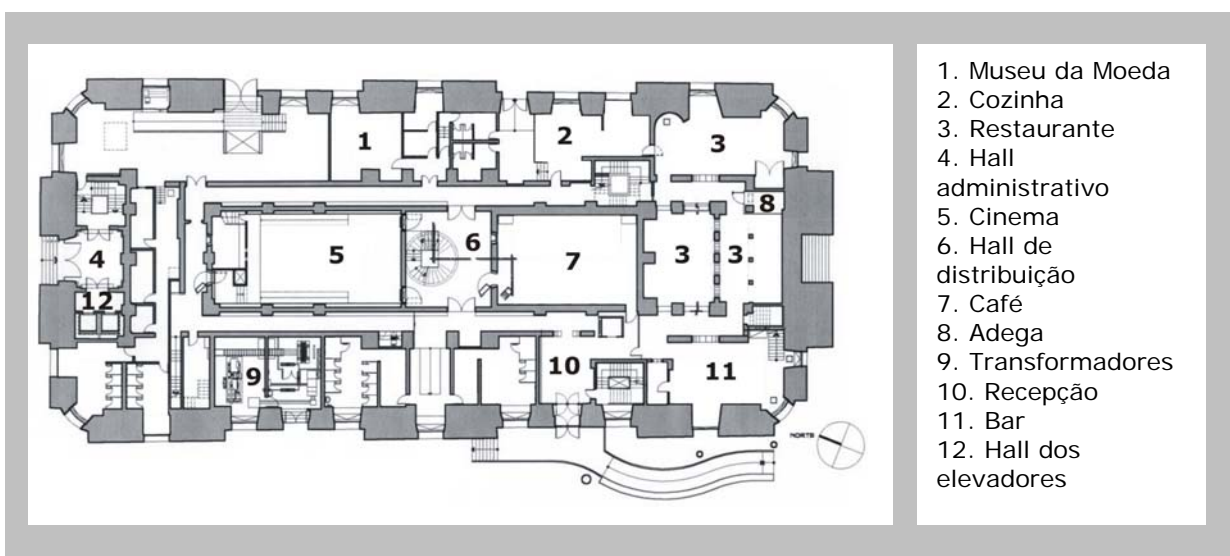 1
2
3
8
4
5
6
7
3
3
12
9
10
11
NORTE
1. Museu da Moeda
2. Cozinha
3. Restaurante
4. Hall
administrativo
5. Cinema
6. Hall de
distribuição
7. Café
8. Adega
9. Transformadores
10. Recepção
11. Bar
12. Hall dos
elevadores